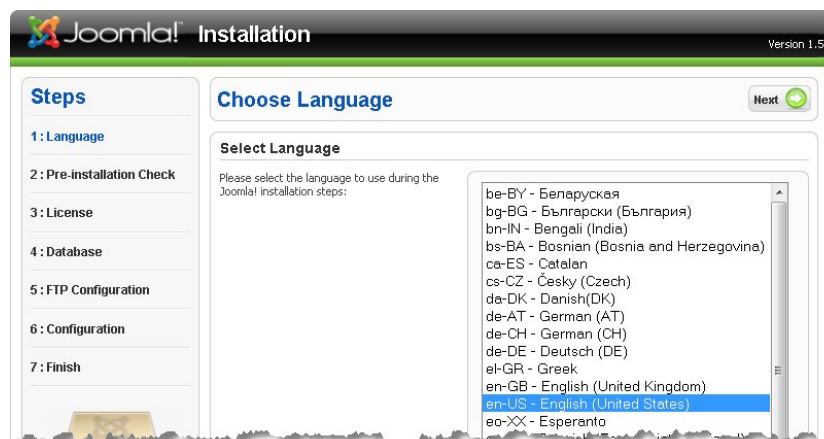 Joomla!™ Installation
Version 1.5
Steps
1 : Language
2 : Pre-installation Check
3 : License
4 : Database
5 : FTP Configuration
6 : Configuration
7 : Finish
Choose Language
Next
Select Language
Please select the language to use during the
Joomla! installation steps:
be-BY - Беларуская
bg-BG - Български (България)
bn-IN - Bengali (India)
bs-BA - Bosnian (Bosnia and Herzegovina)
ca-ES - Catalan
cs-CZ - Česky (Czech)
da-DK - Danish(DK)
de-AT - German (AT)
de-CH - German (CH)
de-DE - Deutsch (DE)
el-GR - Greek
en-GB - English (United Kingdom)
en-US - English (United States)
eo-XX - Esperanto